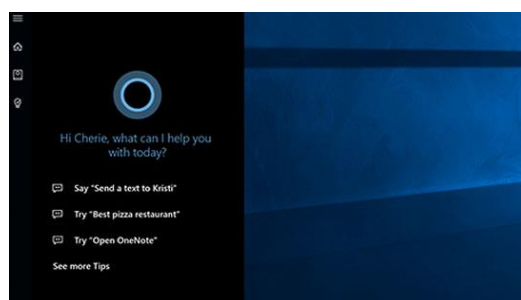 Hi Cherie, what can I help you
with today?
Say "Send a text to Kristi"
Try "Best pizza restaurant"
Try "Open OneNote"
See more Tips